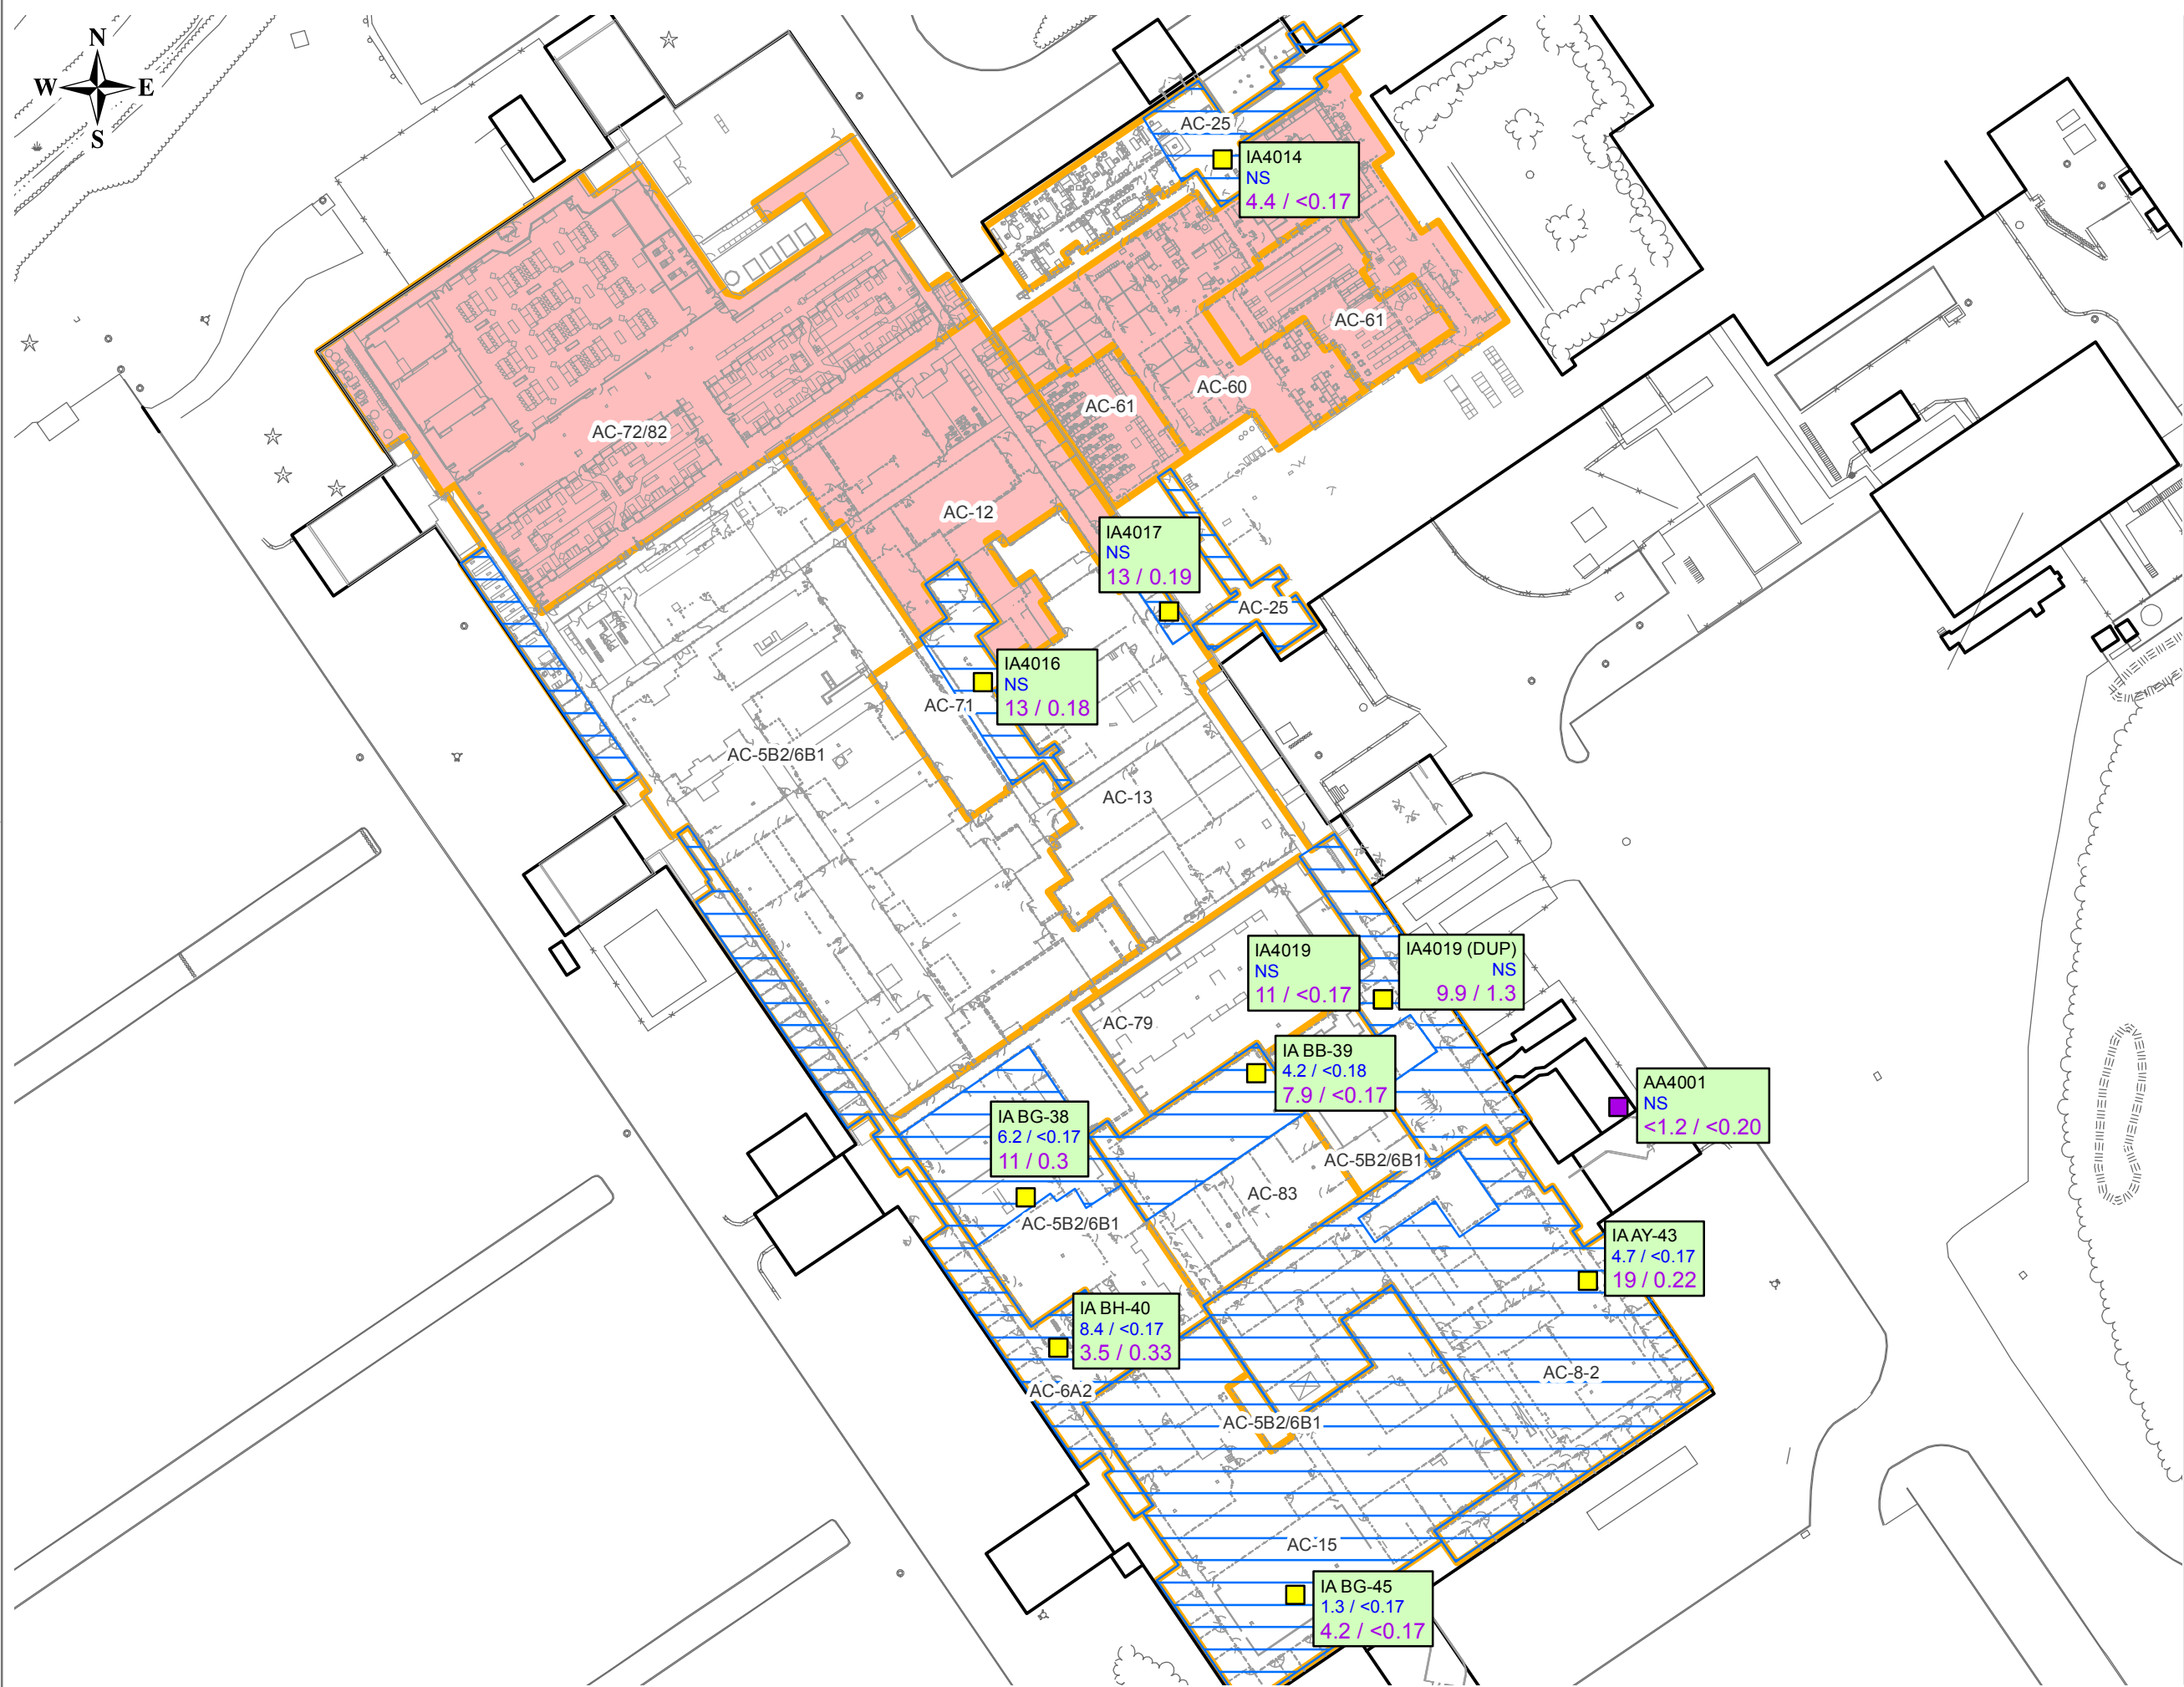 N
W E
S
AC-25
IA4014
NS
4.4 / <0.17
AC-61
AC-60
AC-61
AC-72/82
AC-12
IA4017
NS
13 / 0.19
AC-25
IA4016
NS
13 / 0.18
AC-71
AC-5B2/6B1
AC-13
IA4019
NS
11 / <0.17
IA4019 (DUP)
NS
9.9 / 1.3
AC-79
IA BB-39
4.2 / <0.18
7.9 / <0.17
AA4001
NS
<1.2 / <0.20
IA BG-38
6.2 / <0.17
11 / 0.3
AC-5B2/6B1
AC-83
AC-5B2/6B1
IA AY-43
4.7 / <0.17
19 / 0.22
IA BH-40
8.4 / <0.17
3.5 / 0.33
AC-8-2
AC-6A2
AC-5B2/6B1
AC-15
IA BG-45
1.3 / <0.17
4.2 / <0.17